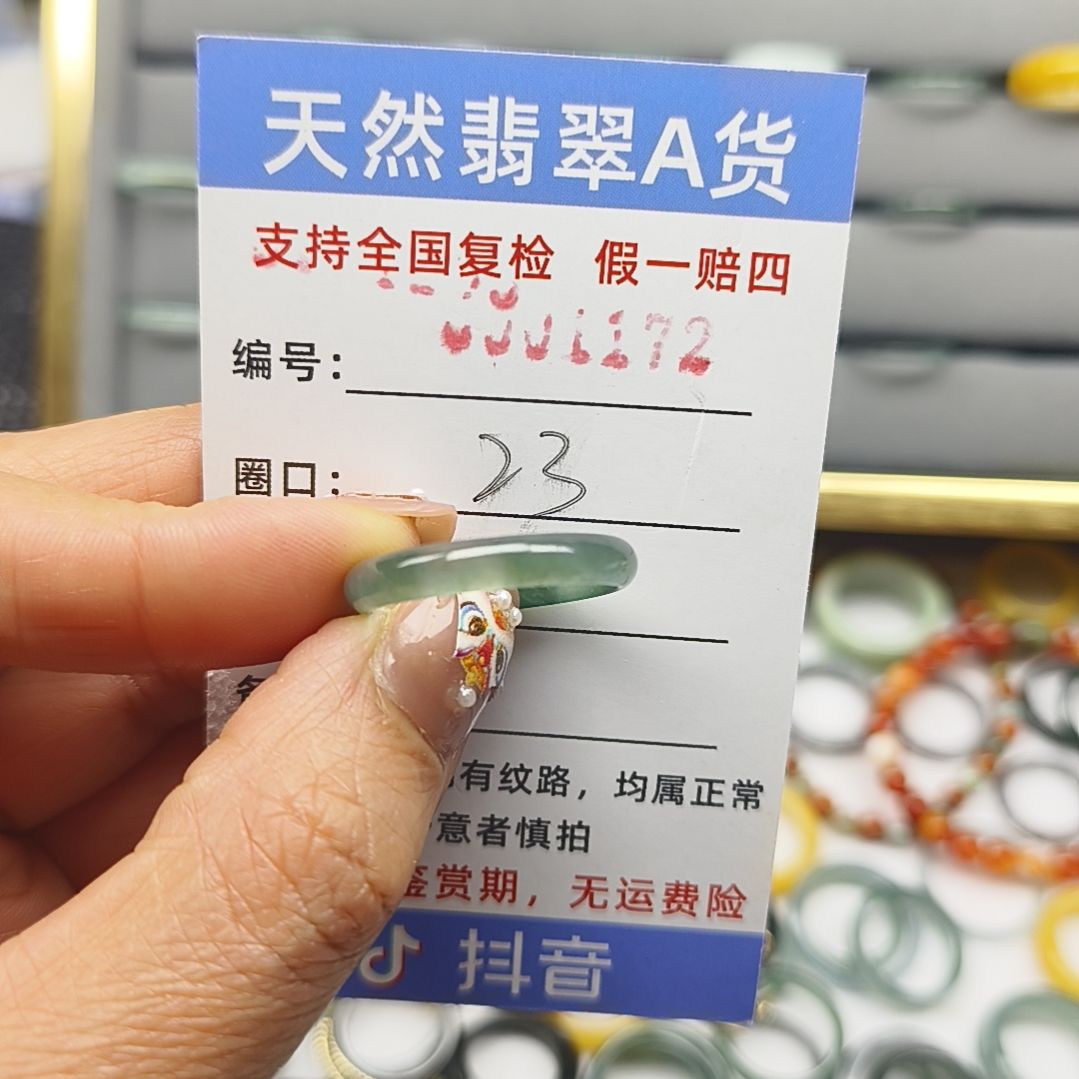 天然翡翠A货
支持全国复检 假一赔四
编号: 0001172
圈口: 23
有纹路，均属正常
意者慎拍
鉴赏期，无运费险
抖音